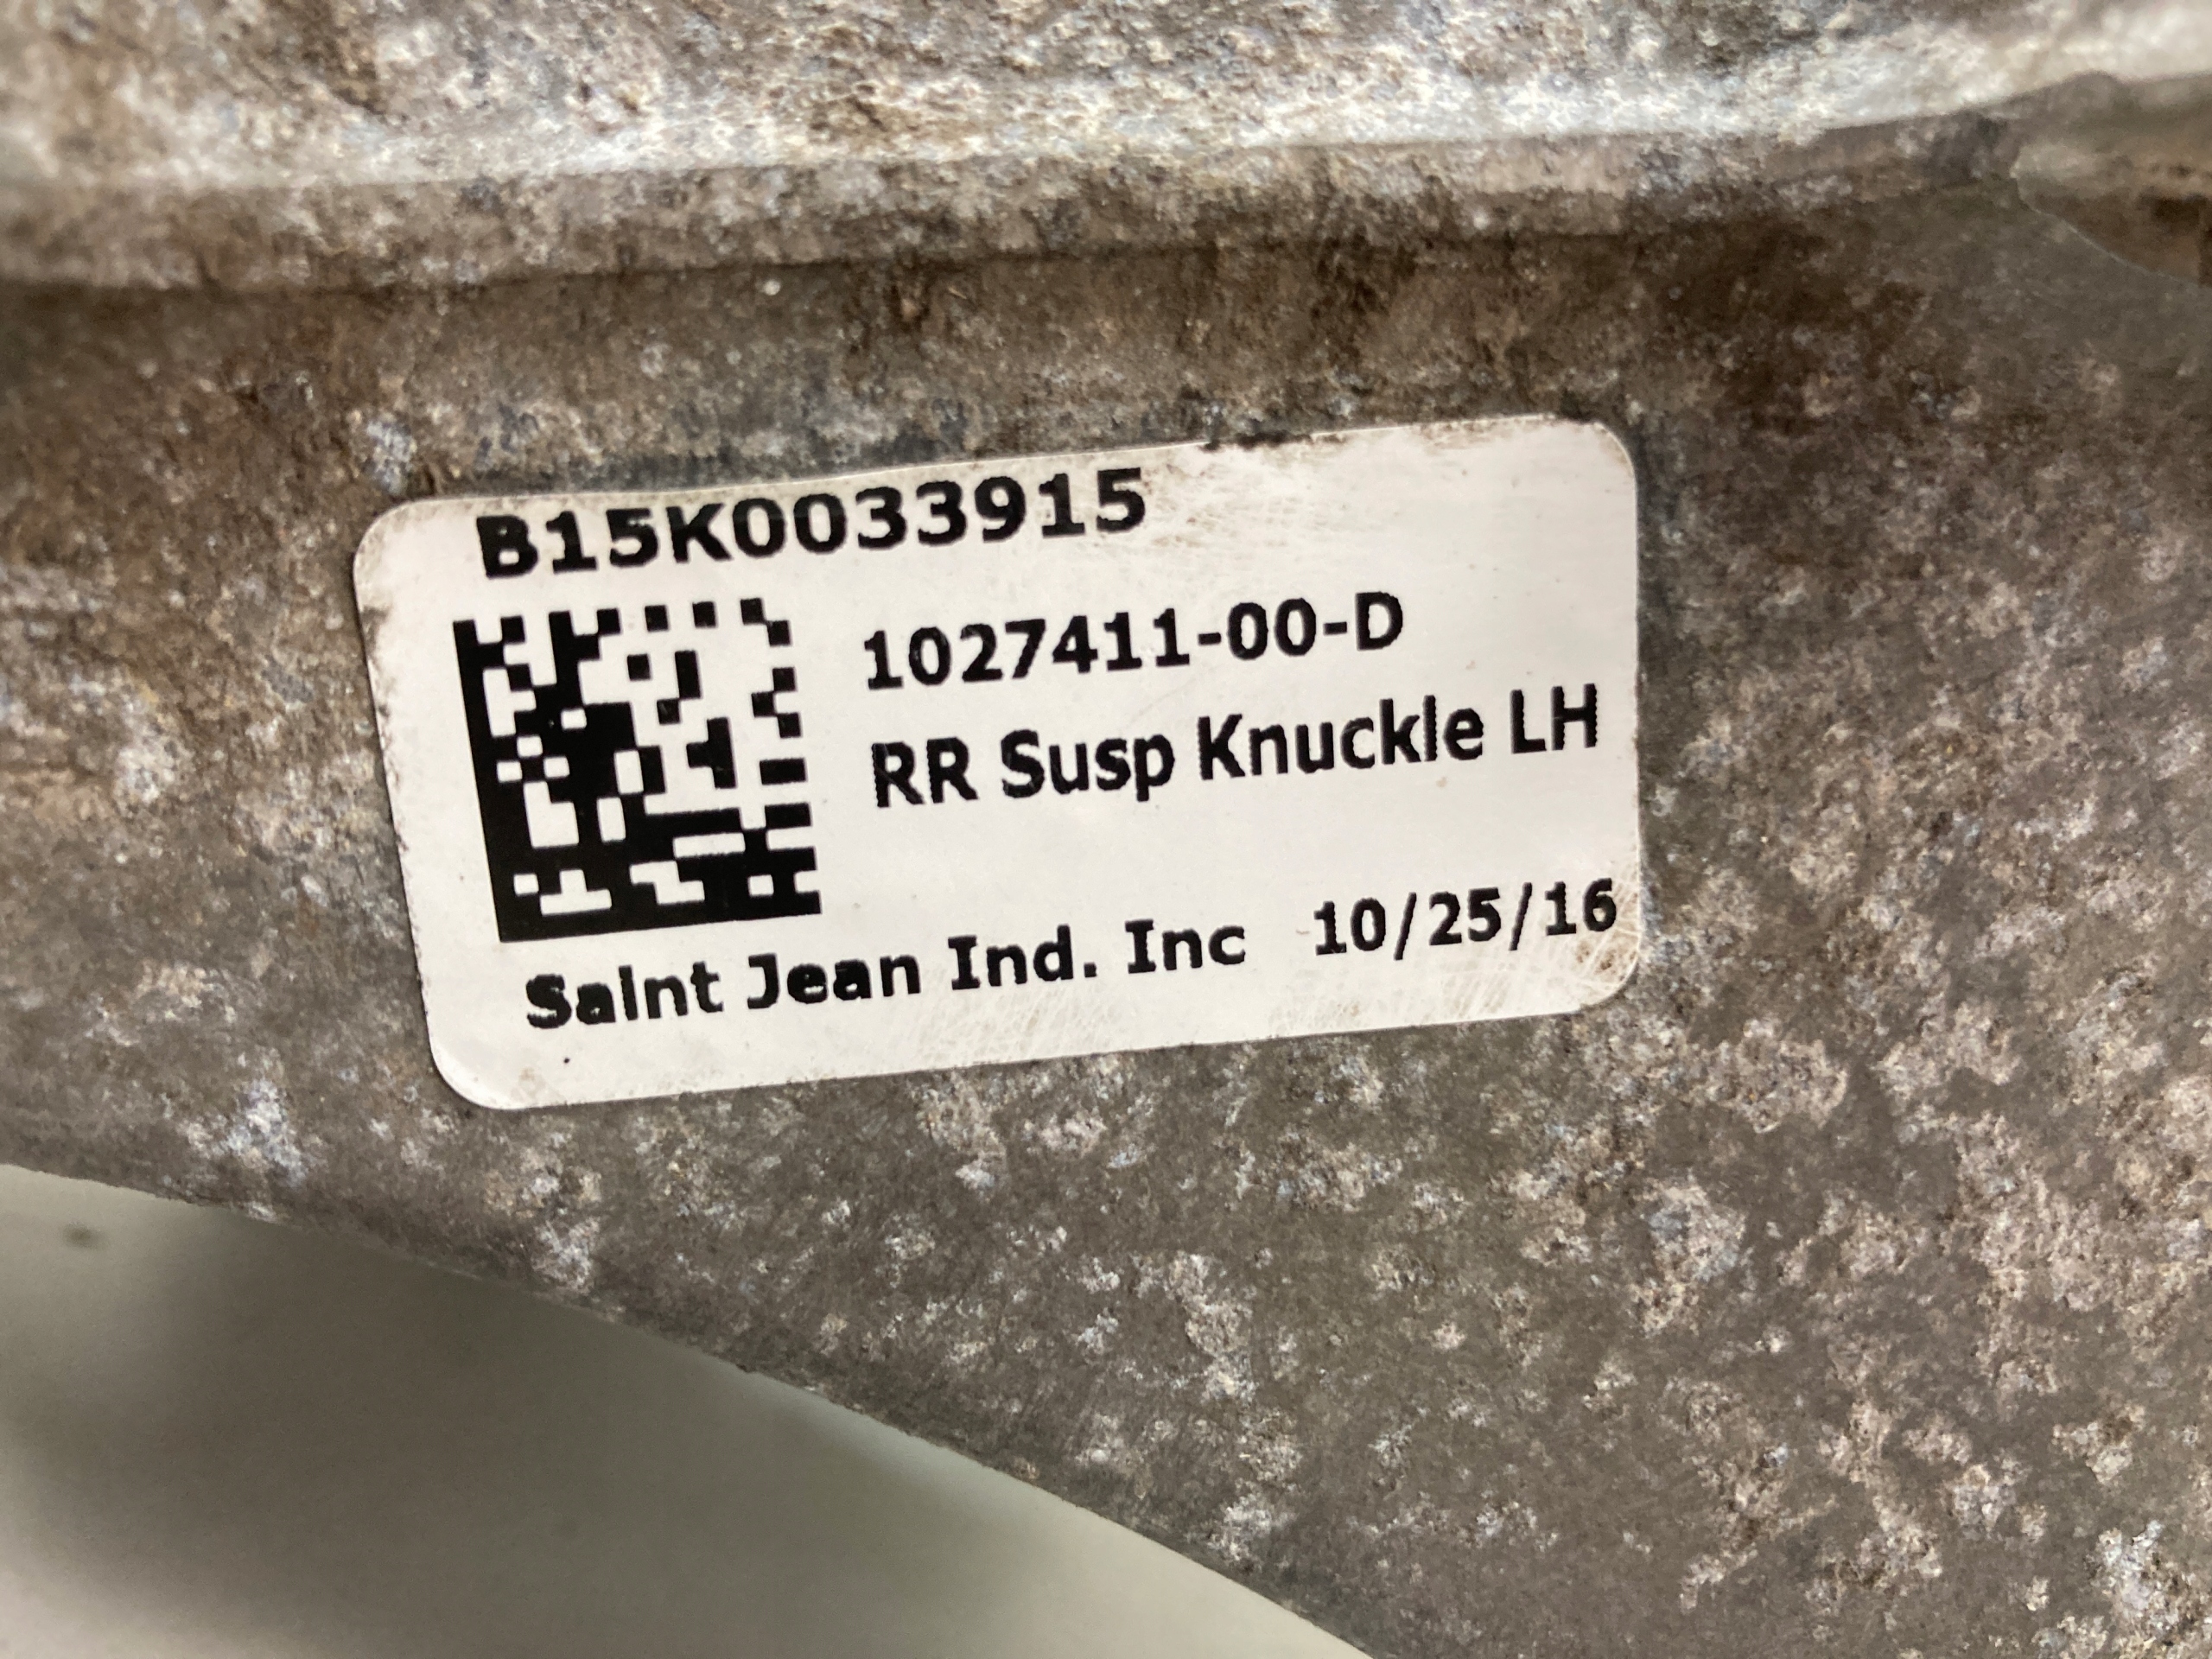 B15K0033915
1027411-00-D
RR Susp Knuckle LH
Saint Jean Ind. Inc 10/25/16